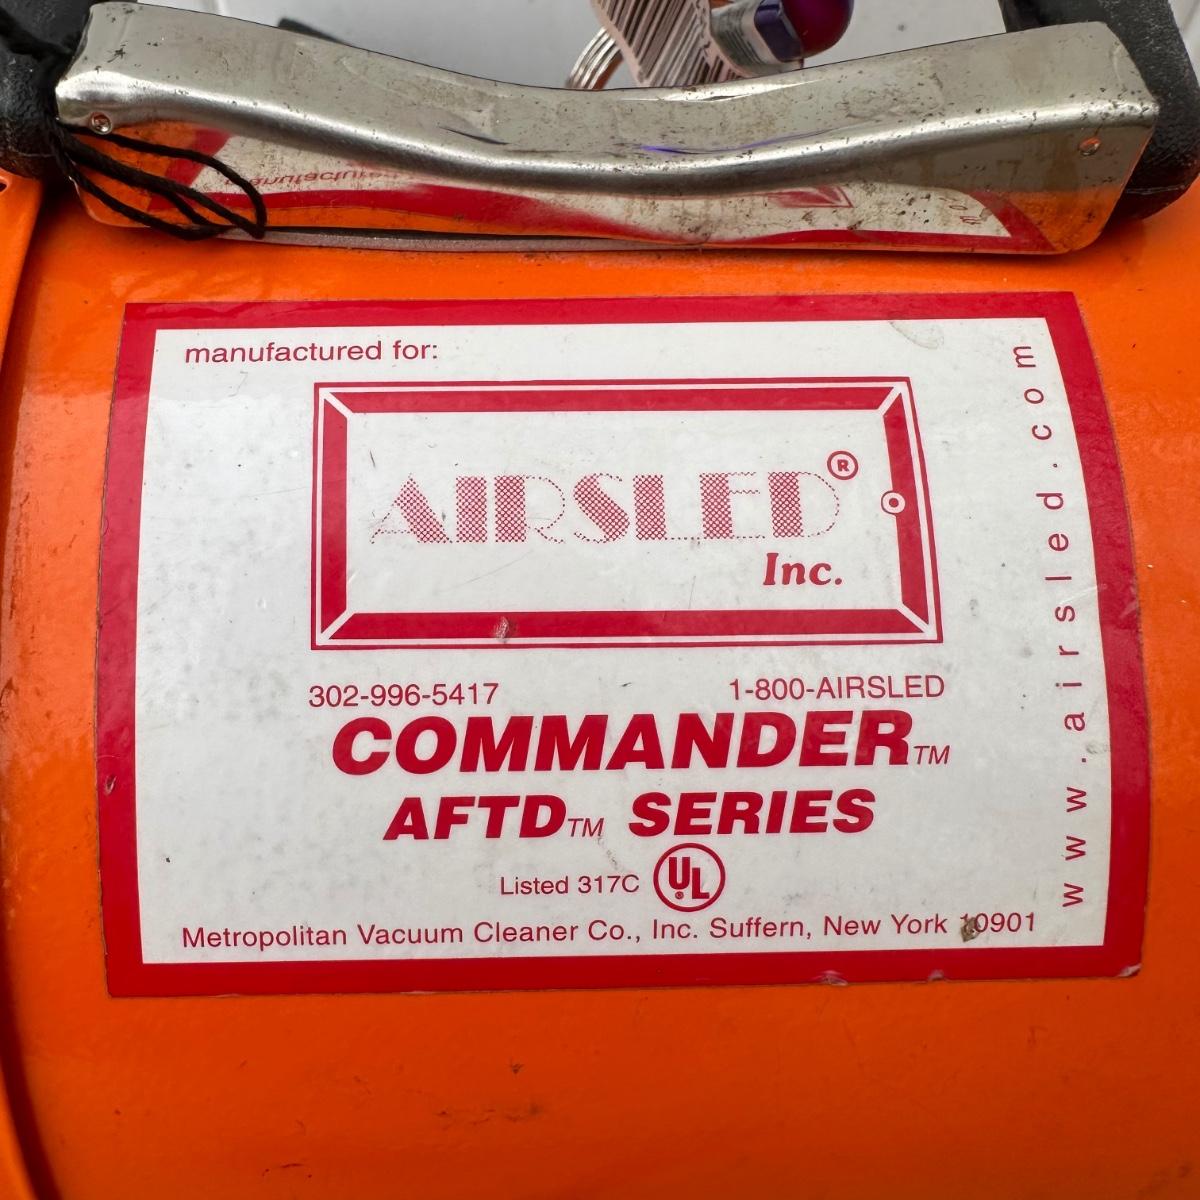 manufactured for:
AIRSLED®
Inc.
302-996-5417 1-800-AIRSLED
COMMANDER™
AFTD™ SERIES
Listed 317C UL®
Metropolitan Vacuum Cleaner Co., Inc. Suffern, New York 10901
www.airsled.com